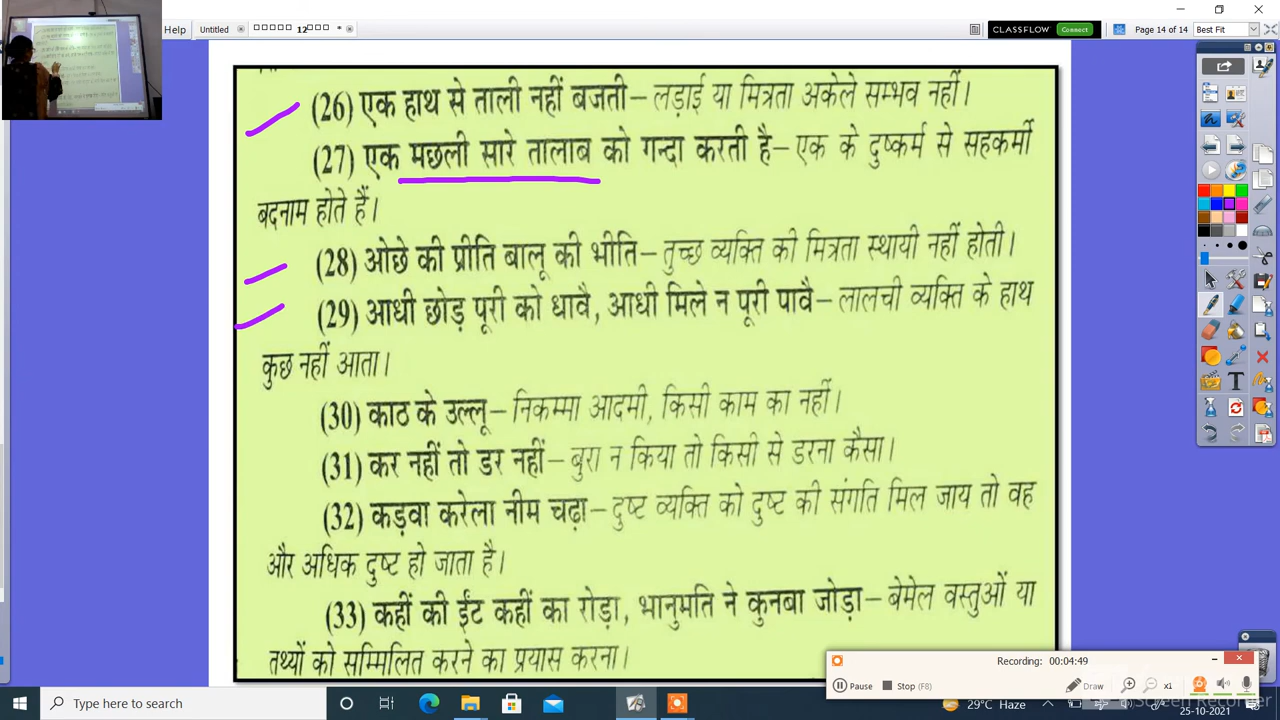 Help
Untitled
12
CLASSFLOW
Connect
Page 14 of 14
Best Fit
(26) एक हाथ से ताली नहीं बजती – लड़ाई या मित्रता अकेले सम्भव नहीं।
(27) एक मछली सारे तालाब को गन्दा करती है – एक के दुष्कर्म से सहकर्मी
बदनाम होते हैं।
(28) ओछे की प्रीति बालू की भीति – तुच्छ व्यक्ति की मित्रता स्थायी नहीं होती।
(29) आधी छोड़ पूरी को धावै, आधी मिले न पूरी पावै – लालची व्यक्ति के हाथ
कुछ नहीं आता।
(30) काठ के उल्लू – निकम्मा आदमी, किसी काम का नहीं।
(31) कर नहीं तो डर नहीं – बुरा न किया तो किसी से डरना कैसा।
(32) कड़वा करेला नीम चढ़ा – दुष्ट व्यक्ति को दुष्ट की संगति मिल जाय तो वह
और अधिक दुष्ट हो जाता है।
(33) कहीं की ईंट कहीं का रोड़ा, भानुमति ने कुनबा जोड़ा – बेमेल वस्तुओं या
तथ्यों को सम्मिलित करने का प्रयास करना।
Recording: 00:04:49
Pause
Stop (F8)
Draw
x1
Type here to search
29°C Haze
25-10-2021